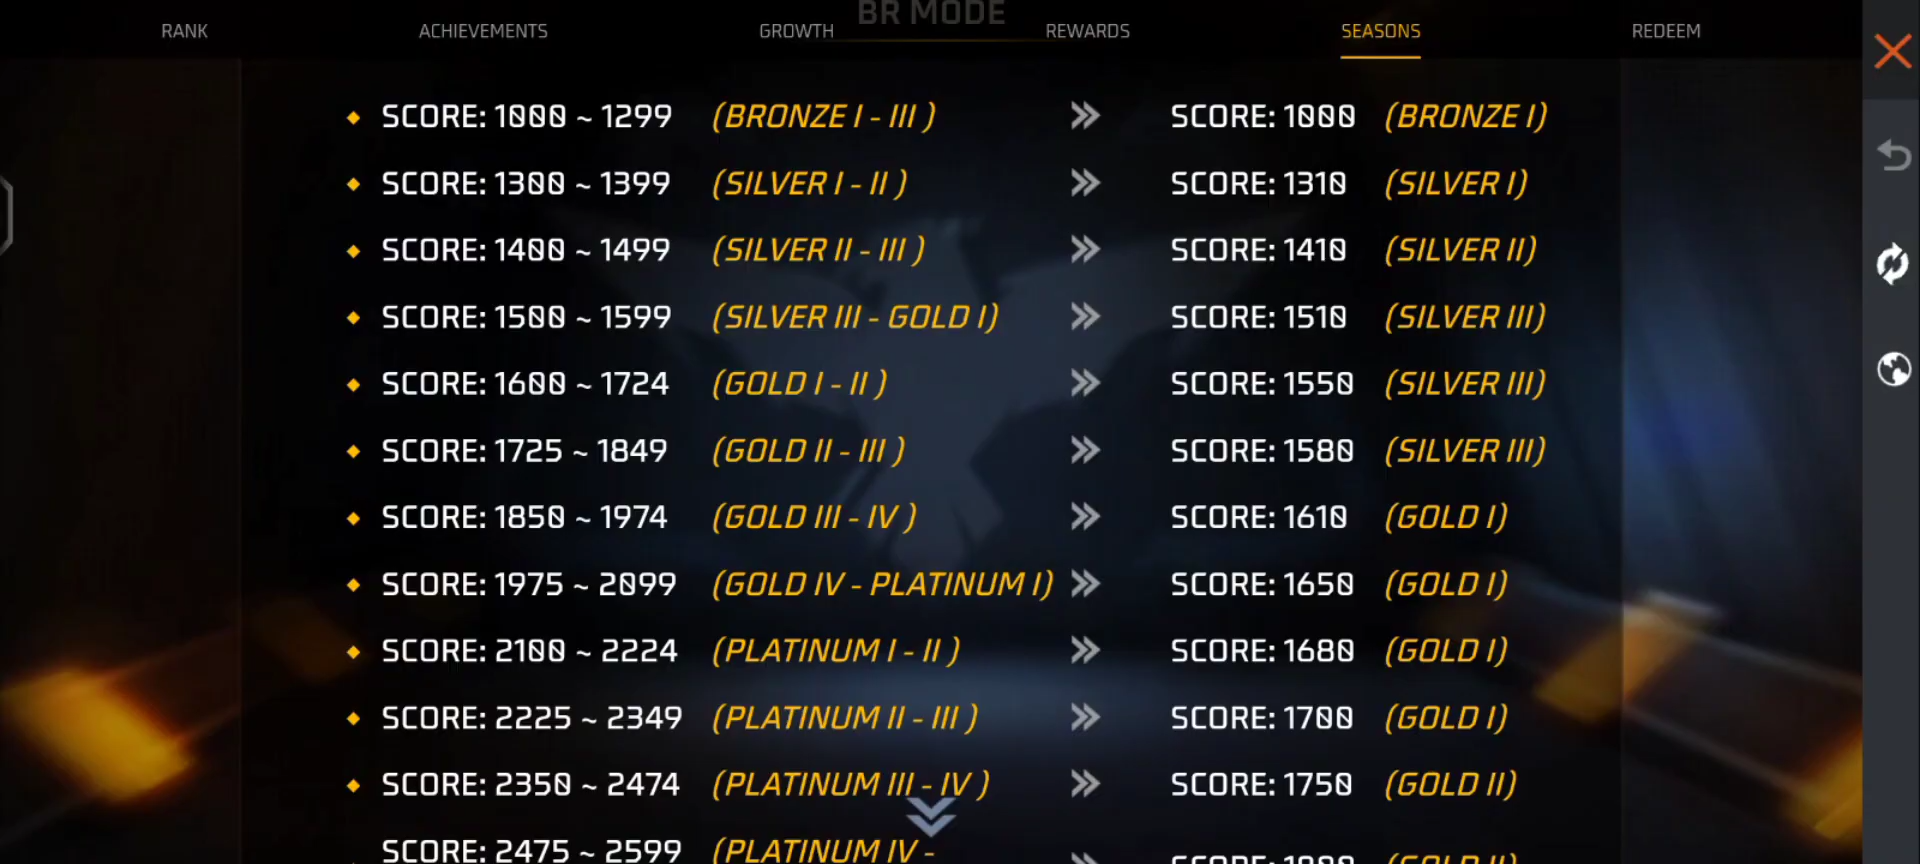 BR MODE
RANK ACHIEVEMENTS GROWTH REWARDS SEASONS REDEEM
SCORE: 1000 ~ 1299 (BRONZE I - III ) SCORE: 1000 (BRONZE I)
SCORE: 1300 ~ 1399 (SILVER I - II ) SCORE: 1310 (SILVER I)
SCORE: 1400 ~ 1499 (SILVER II - III ) SCORE: 1410 (SILVER II)
SCORE: 1500 ~ 1599 (SILVER III - GOLD I) SCORE: 1510 (SILVER III)
SCORE: 1600 ~ 1724 (GOLD I - II ) SCORE: 1550 (SILVER III)
SCORE: 1725 ~ 1849 (GOLD II - III ) SCORE: 1580 (SILVER III)
SCORE: 1850 ~ 1974 (GOLD III - IV ) SCORE: 1610 (GOLD I)
SCORE: 1975 ~ 2099 (GOLD IV - PLATINUM I) SCORE: 1650 (GOLD I)
SCORE: 2100 ~ 2224 (PLATINUM I - II ) SCORE: 1680 (GOLD I)
SCORE: 2225 ~ 2349 (PLATINUM II - III ) SCORE: 1700 (GOLD I)
SCORE: 2350 ~ 2474 (PLATINUM III - IV ) SCORE: 1750 (GOLD II)
SCORE: 2475 ~ 2599 (PLATINUM IV -